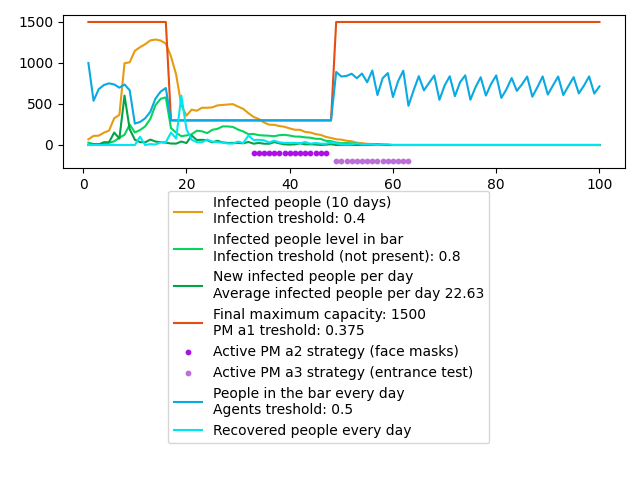 1500
1000
500
0
0 20 40 60 80 100
Infected people (10 days)
Infection treshold: 0.4
Infected people level in bar
Infection treshold (not present): 0.8
New infected people per day
Average infected people per day 22.63
Final maximum capacity: 1500
PM a1 treshold: 0.375
Active PM a2 strategy (face masks)
Active PM a3 strategy (entrance test)
People in the bar every day
Agents treshold: 0.5
Recovered people every day